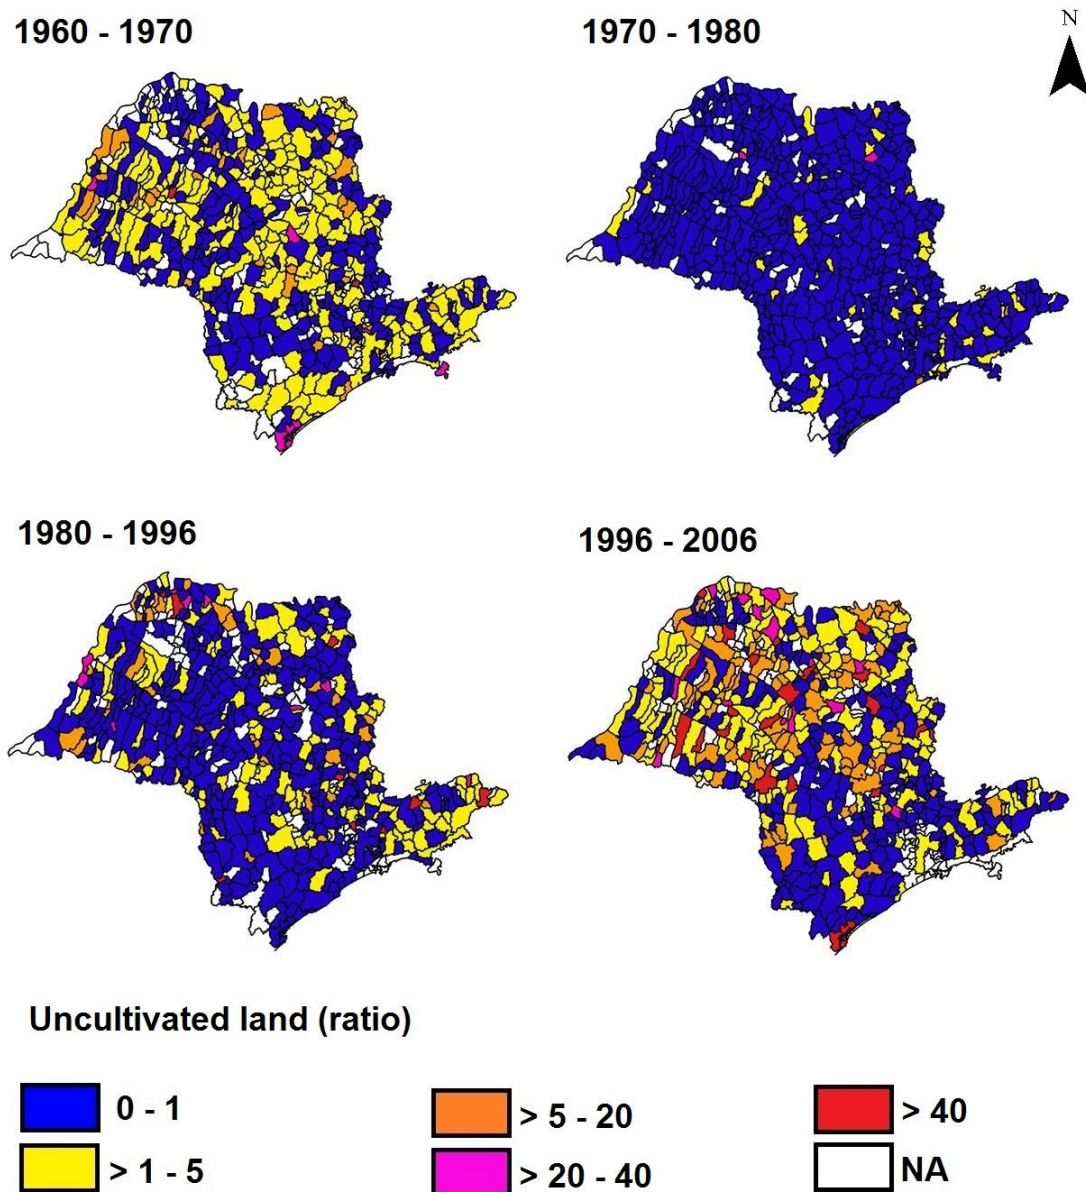 N
1960 - 1970
1970 - 1980
1980 - 1996
1996 - 2006
Uncultivated land (ratio)
0 - 1
> 5 - 20
> 40
> 1 - 5
> 20 - 40
NA